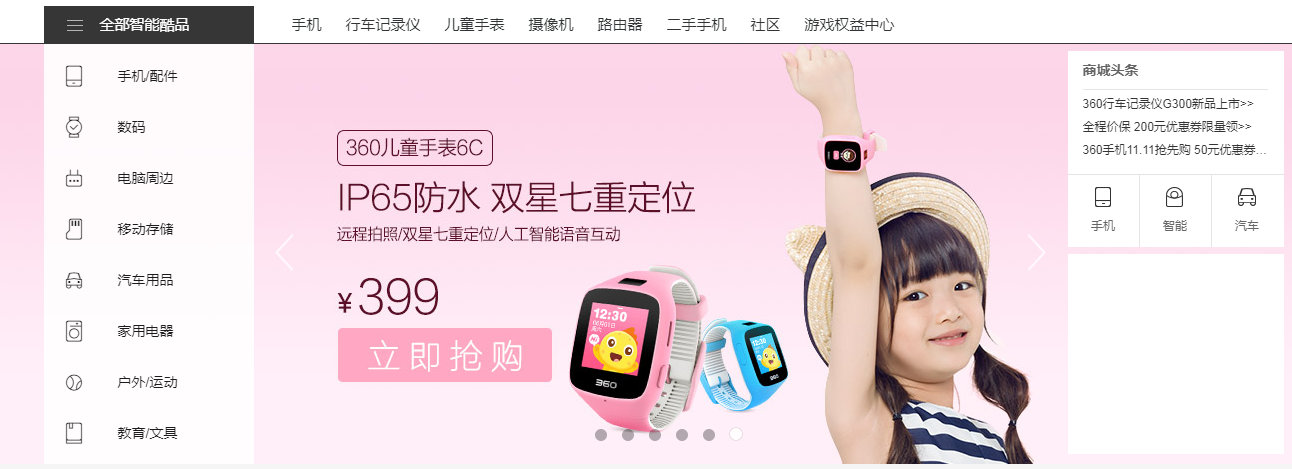 全部智能酷品
手机 行车记录仪 儿童手表 摄像机 路由器 二手手机 社区 游戏权益中心
手机/配件
数码
电脑周边
移动存储
汽车用品
家用电器
户外/运动
教育/文具
360儿童手表6C
IP65防水 双星七重定位
远程拍照/双星七重定位/人工智能语音互动
¥399
立即抢购
12:30
360
360
商城头条
360行车记录仪G300新品上市>>
全程价保 200元优惠券限量领>>
360手机11.11抢先购 50元优惠券...
手机 智能 汽车